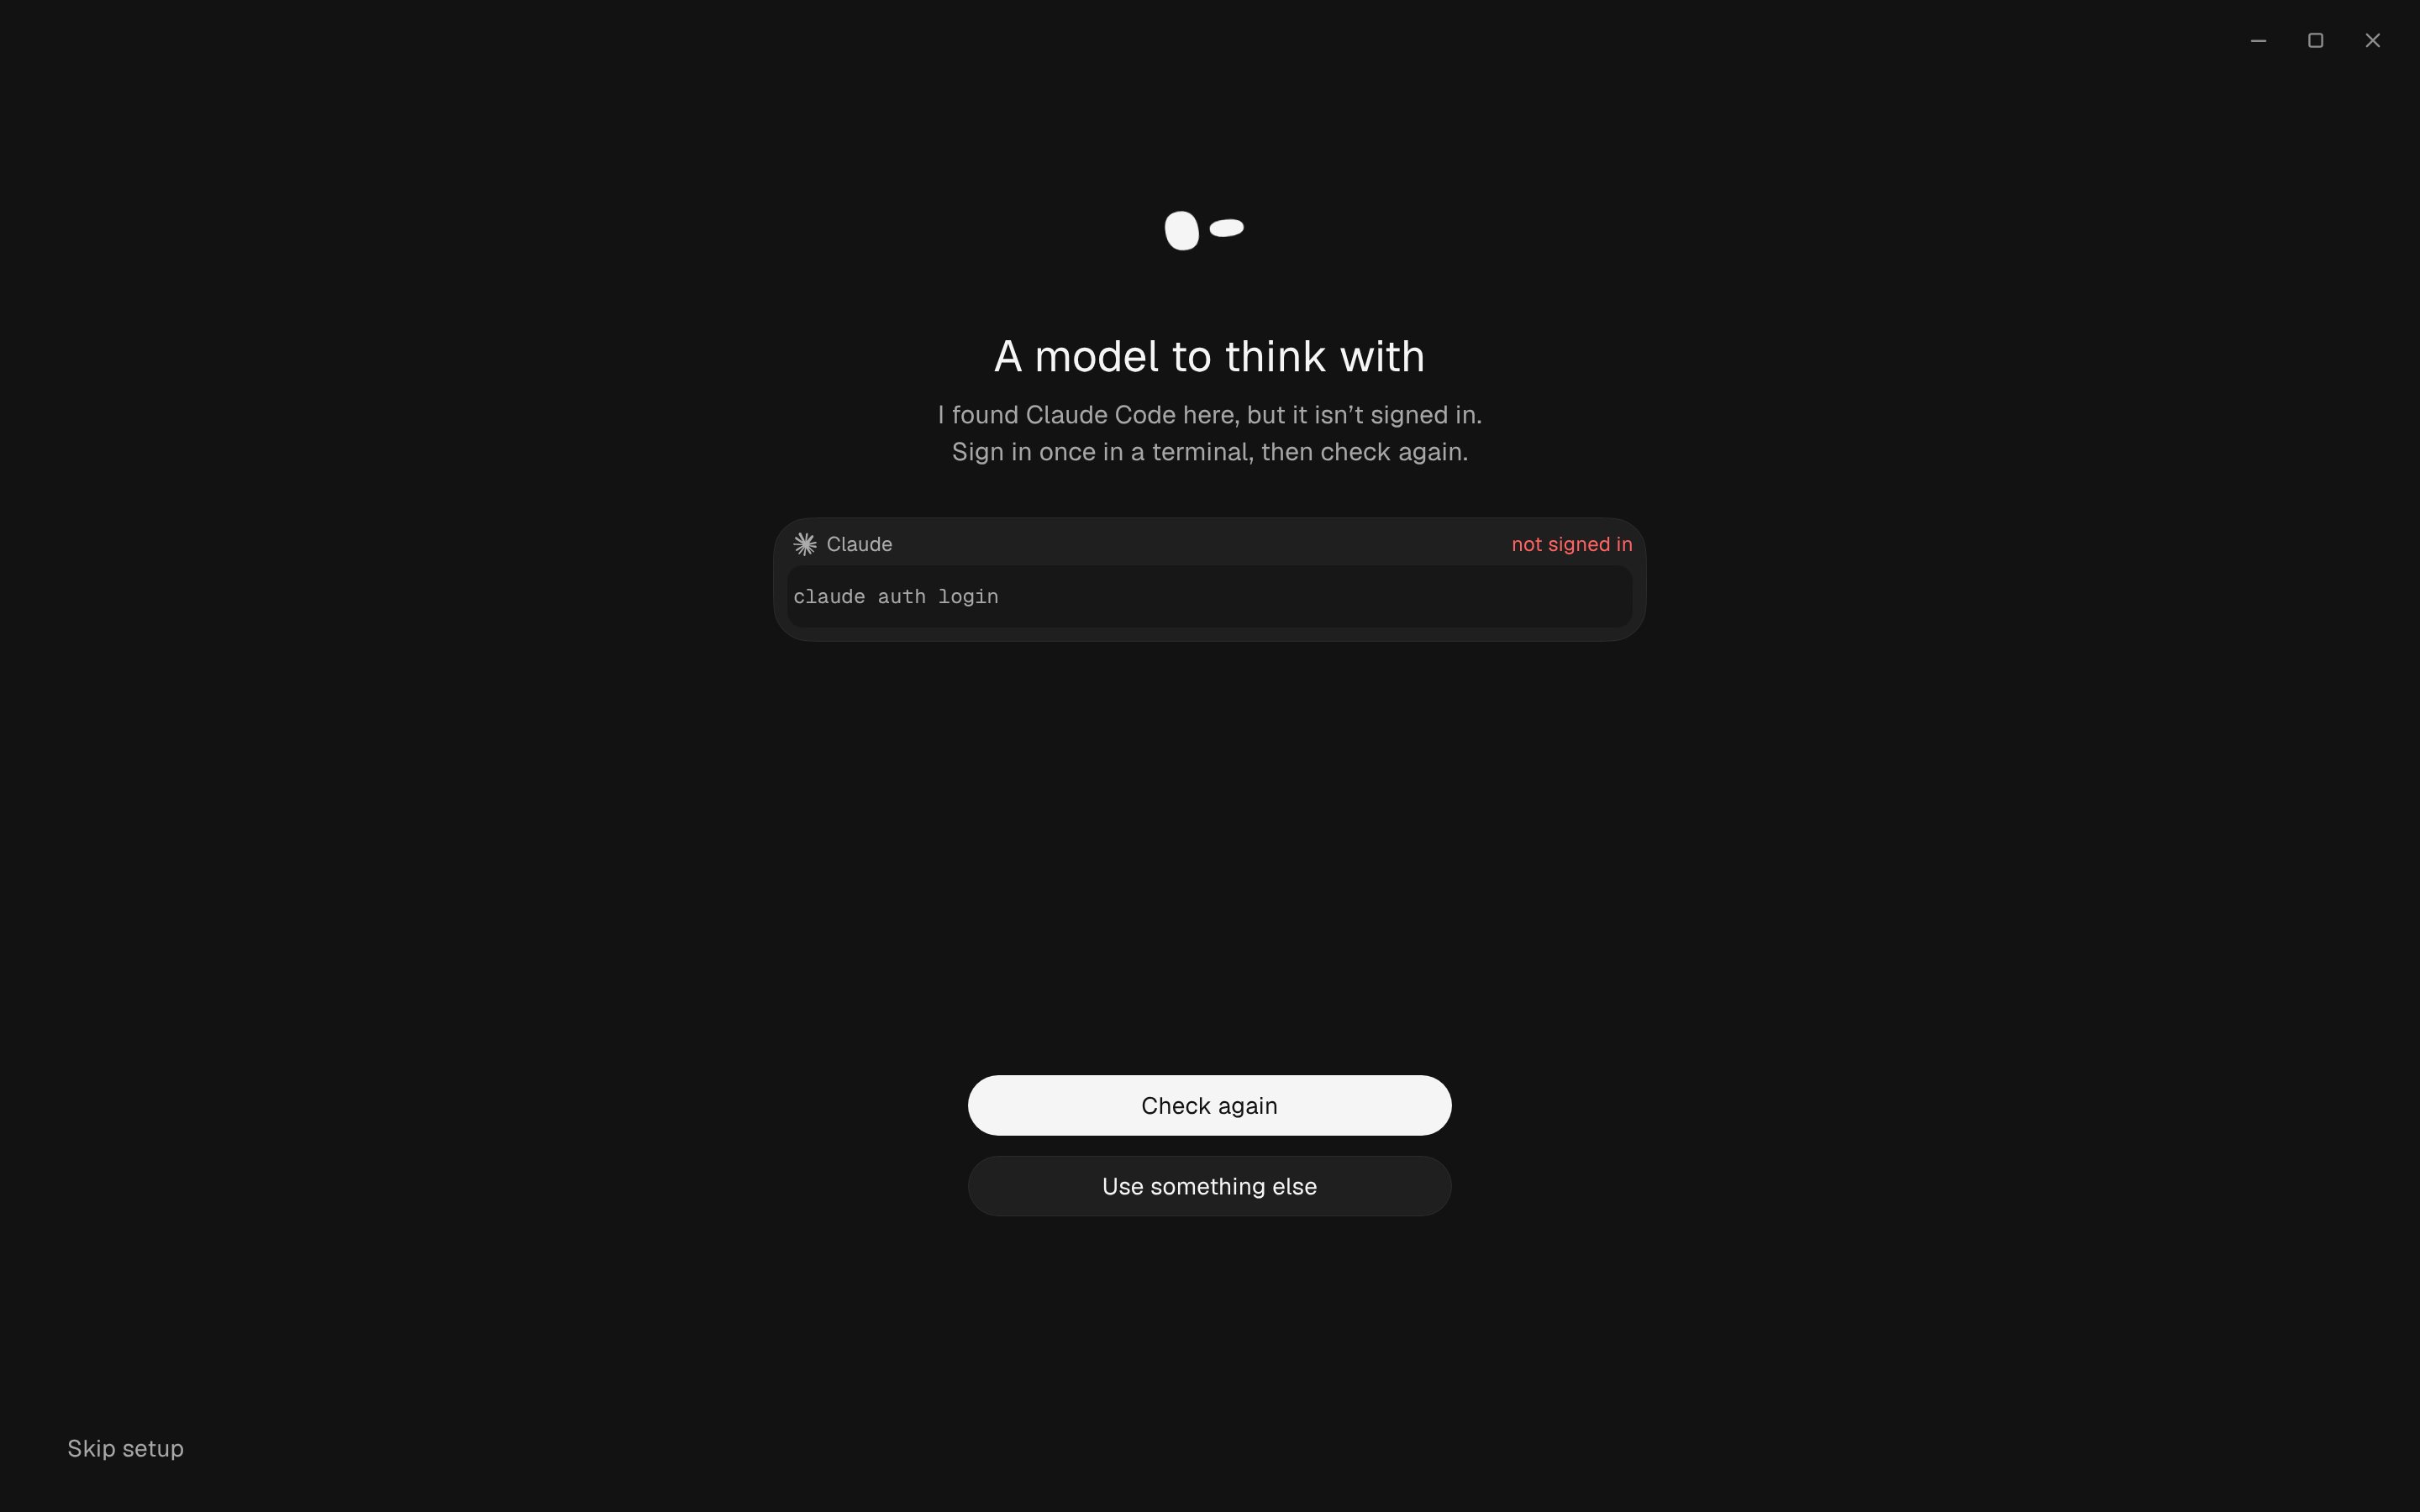 A model to think with
I found Claude Code here, but it isn’t signed in.
Sign in once in a terminal, then check again.
Claude
not signed in
claude auth login
Check again
Use something else
Skip setup